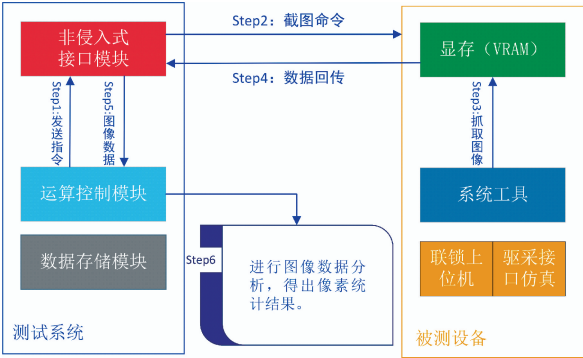 非侵入式
接口模块
Step2：截图命令
显存（VRAM）
Step4：数据回传
Step1:发送
指令
Step5:图像
数据
Step3:抓取
图像
运算控制模块
系统工具
数据存储模块
Step6
进行图像数据分
析，得出像素统
计结果。
联锁上
位机
驱采接
口仿真
测试系统
被测设备